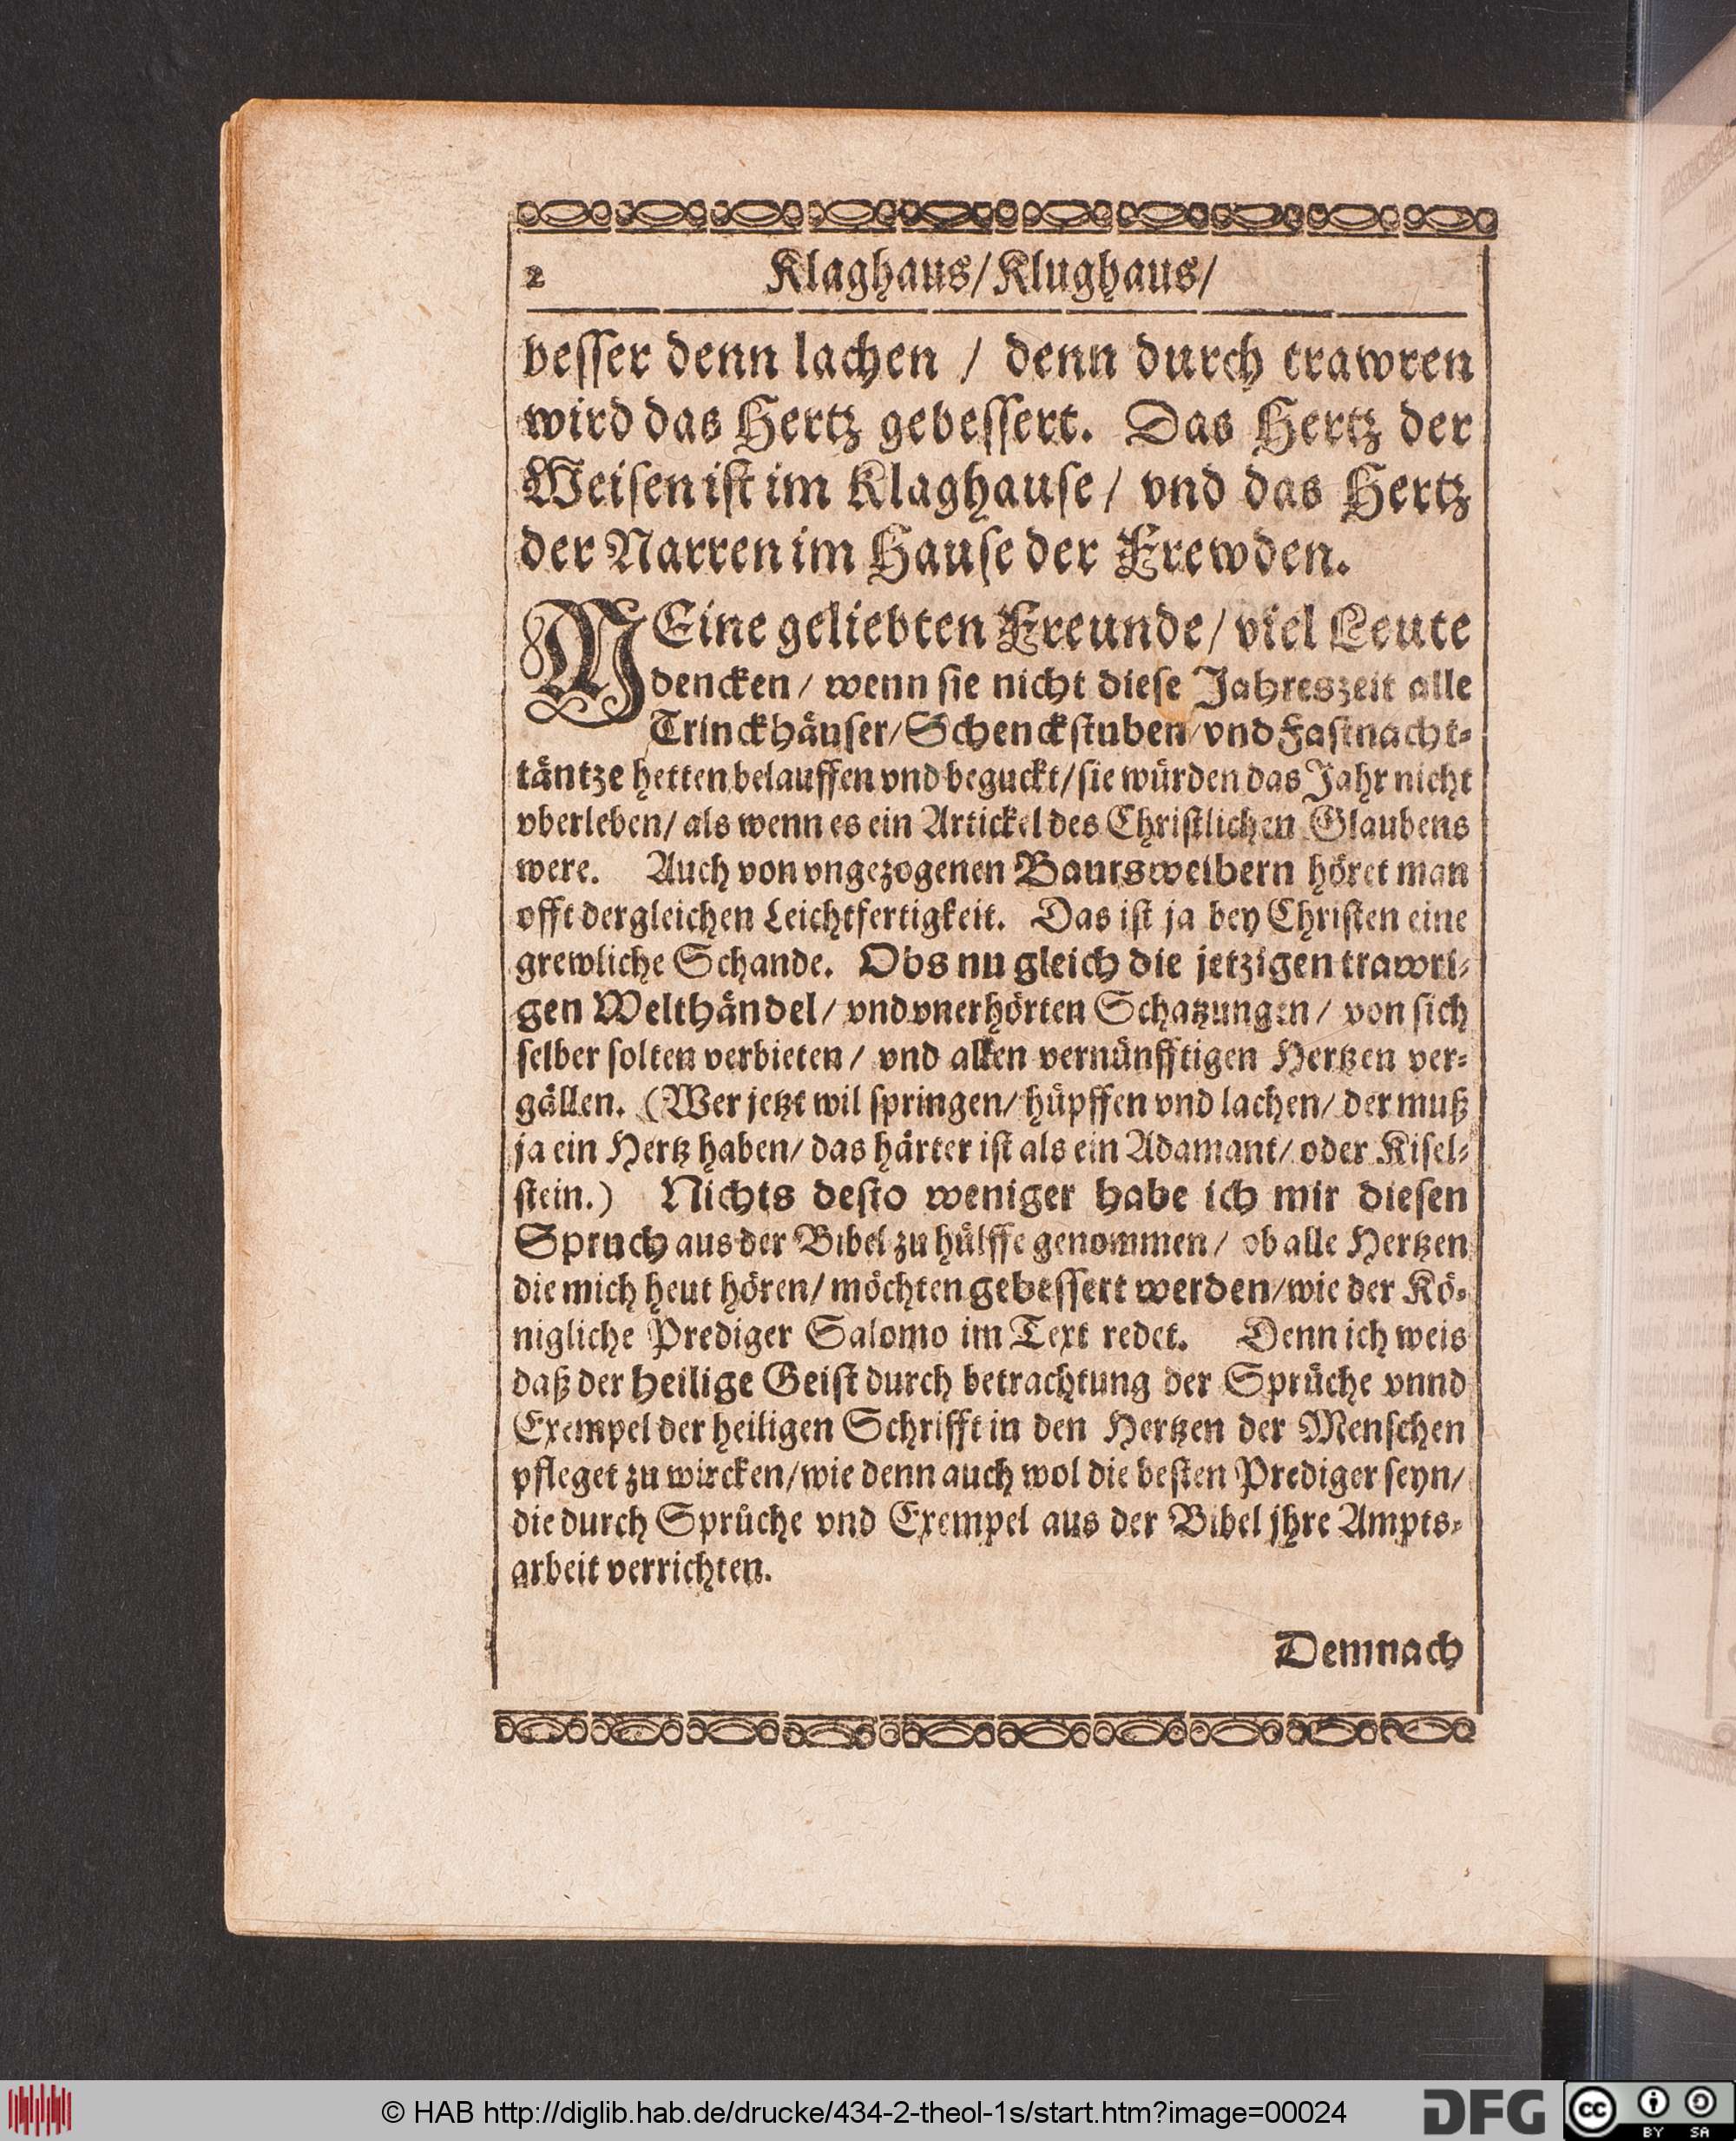 2 Klaghaus/Klughaus/
besser denn lachen / denn durch trawren
wird das Hertz gebessert. Das Hertz der
Weisen ist im Klaghause / vnd das Hertz
der Narren im Hause der Frewden.
MEine geliebten Freunde/ viel Leute
dencken / wenn sie nicht diese Jahreszeit alle
Trinckhäuser/Schenckstuben/vnd Fastnacht-
täntze hetten belauffen vnd beguckt/sie würden das Jahr nicht
vberleben/ als wenn es ein Artickel des Christlichen Glaubens
were. Auch von vngezogenen Baursweibern höret man
offt dergleichen Leichtfertigkeit. Das ist ja bey Christen eine
grewliche Schande. Obs nu gleich die jetzigen trawri-
gen Welthändel/ vnd vnerhörten Schatzungen/ von sich
selber solten verbieten / vnd allen vernünfftigen Hertzen ver-
gällen. (Wer jetzt wil springen/ hüpffen vnd lachen/ der muß
ja ein Hertz haben/ das härter ist als ein Adamant/ oder Kisel-
stein.) Nichts desto weniger habe ich mir diesen
Spruch aus der Bibel zu hülffe genommen / ob alle Hertzen
die mich heut hören/ möchten gebessert werden/wie der Kö-
nigliche Prediger Salomo im Text redet. Denn ich weis
daß der heilige Geist durch betrachtung der Sprüche vnnd
Exempel der heiligen Schrifft in den Hertzen der Menschen
pfleget zu wircken/wie denn auch wol die besten Prediger seyn/
die durch Sprüche vnd Exempel aus der Bibel jhre Ampts-
arbeit verrichten.
Demnach
© HAB http://diglib.hab.de/drucke/434-2-theol-1s/start.htm?image=00024
DFG
cc BY SA